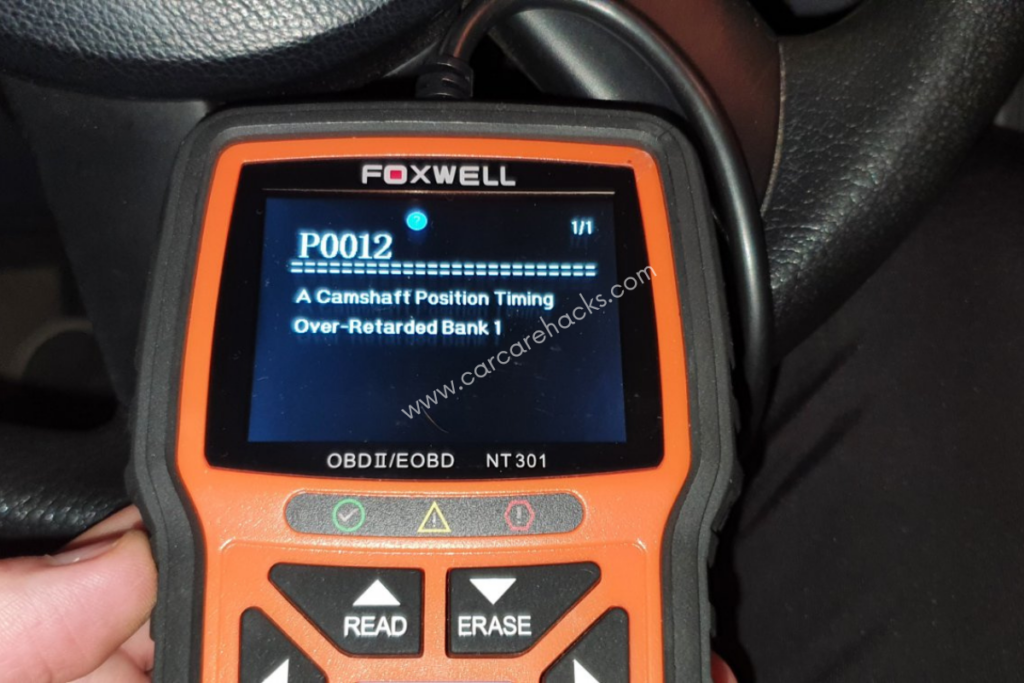 FOXWELL
1/1
P0012
A Camshaft Position Timing
Over-Retarded Bank 1
www.carcarehacks.com
OBDII/EOBD NT301
READ ERASE